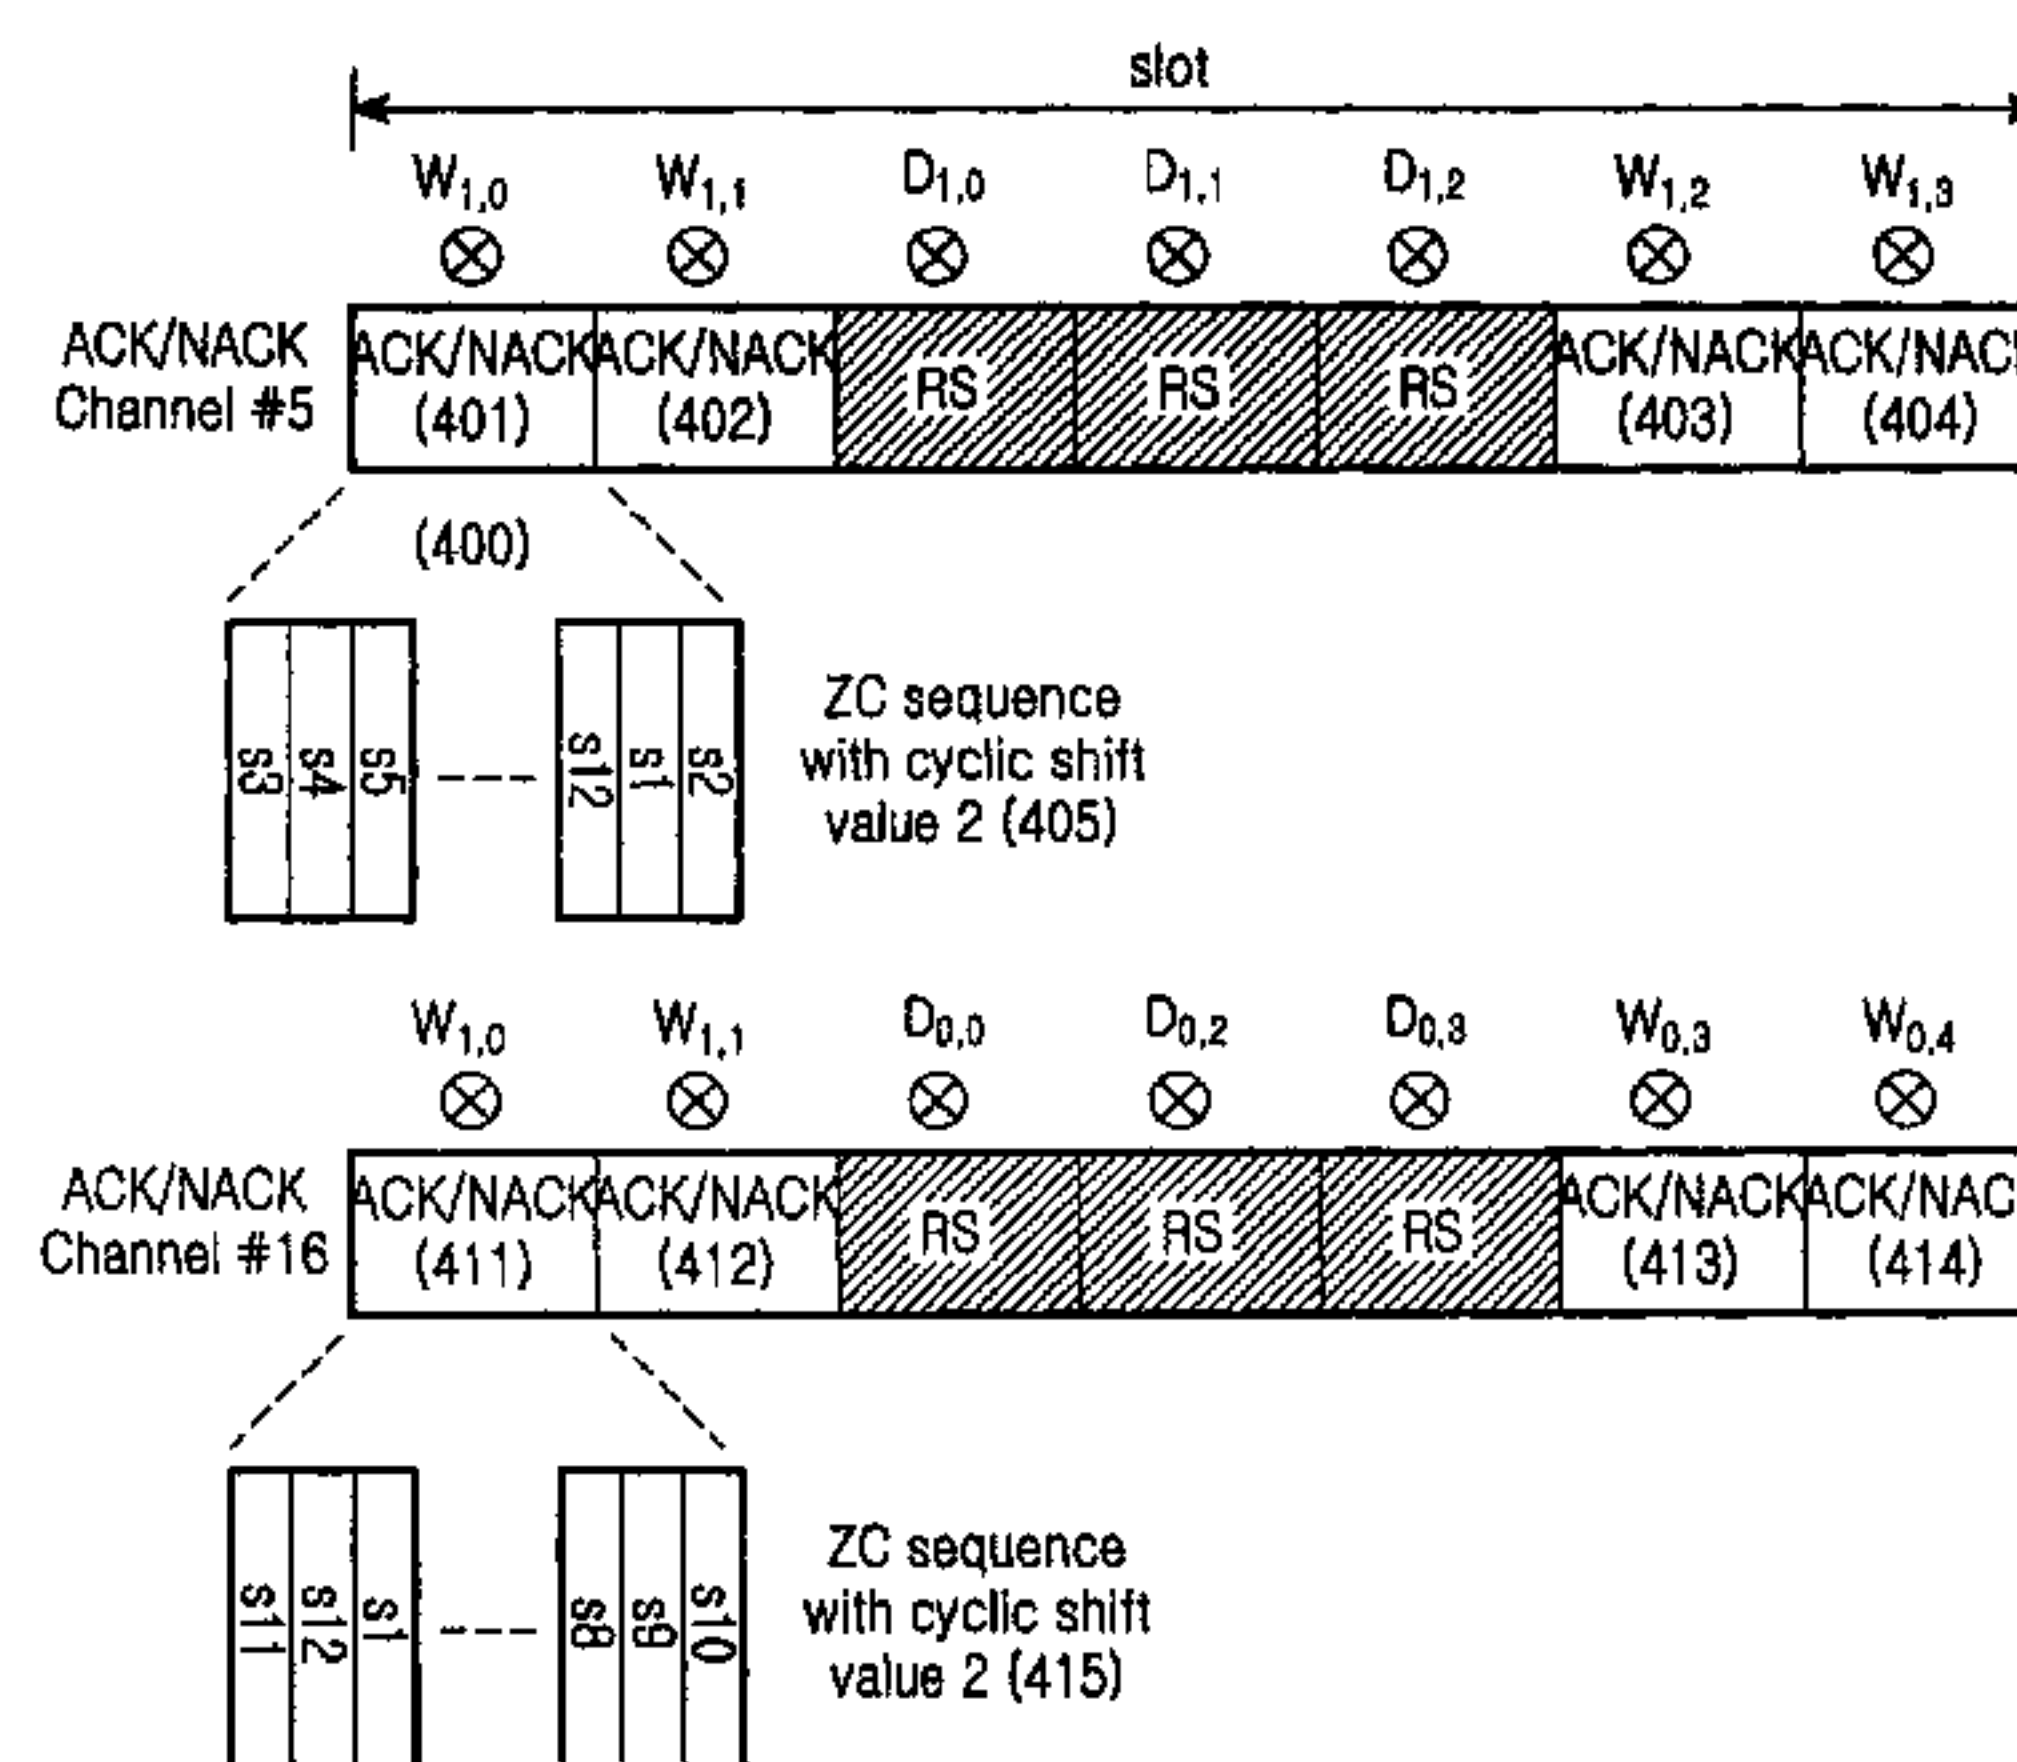 slot
W1,0 W1,1 D1,0 D1,1 D1,2 W1,2 W1,3
ACK/NACK
Channel #5
ACK/NACK
(401)
ACK/NACK
(402)
RS
RS
RS
ACK/NACK
(403)
ACK/NAC
(404)
(400)
s3 s4 s5 --- s12 s1 s2
ZC sequence
with cyclic shift
value 2 (405)
W1,0 W1,1 D0,0 D0,2 D0,3 W0,3 W0,4
ACK/NACK
Channel #16
ACK/NACK
(411)
ACK/NACK
(412)
RS
RS
RS
ACK/NACK
(413)
ACK/NAC
(414)
s11 s12 s1 --- s8 s9 s10
ZC sequence
with cyclic shift
value 2 (415)